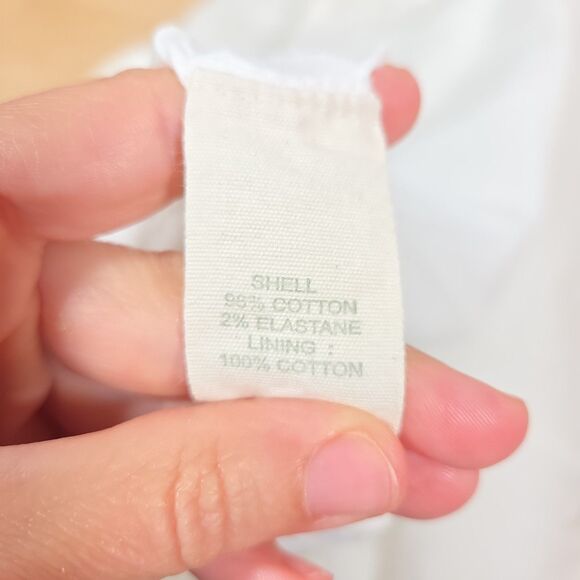 SHELL
98% COTTON
2% ELASTANE
LINING :
100% COTTON